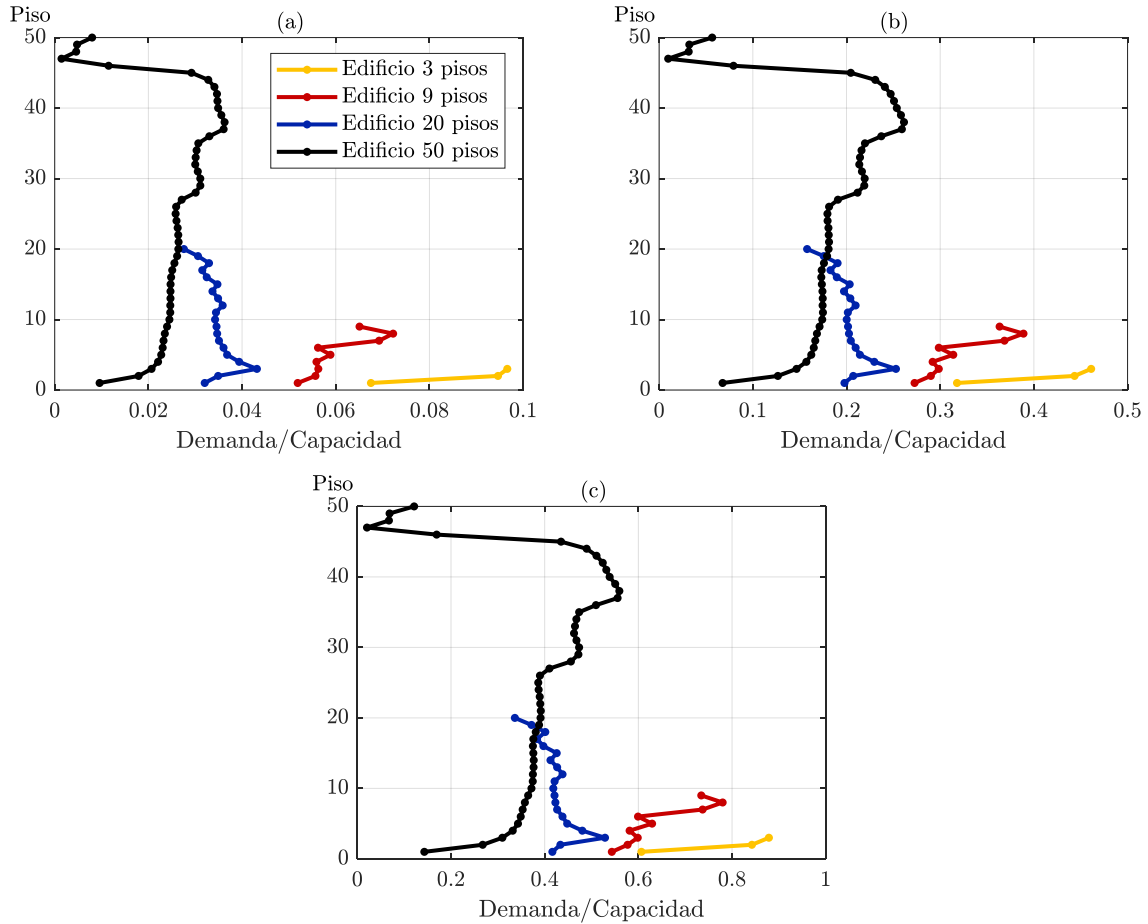 Piso
(a)
50
40
30
20
10
0
Edificio 3 pisos
Edificio 9 pisos
Edificio 20 pisos
Edificio 50 pisos
0 0.02 0.04 0.06 0.08 0.1
Demanda/Capacidad
Piso
(b)
50
40
30
20
10
0
0 0.1 0.2 0.3 0.4 0.5
Demanda/Capacidad
Piso
(c)
50
40
30
20
10
0
0 0.2 0.4 0.6 0.8 1
Demanda/Capacidad